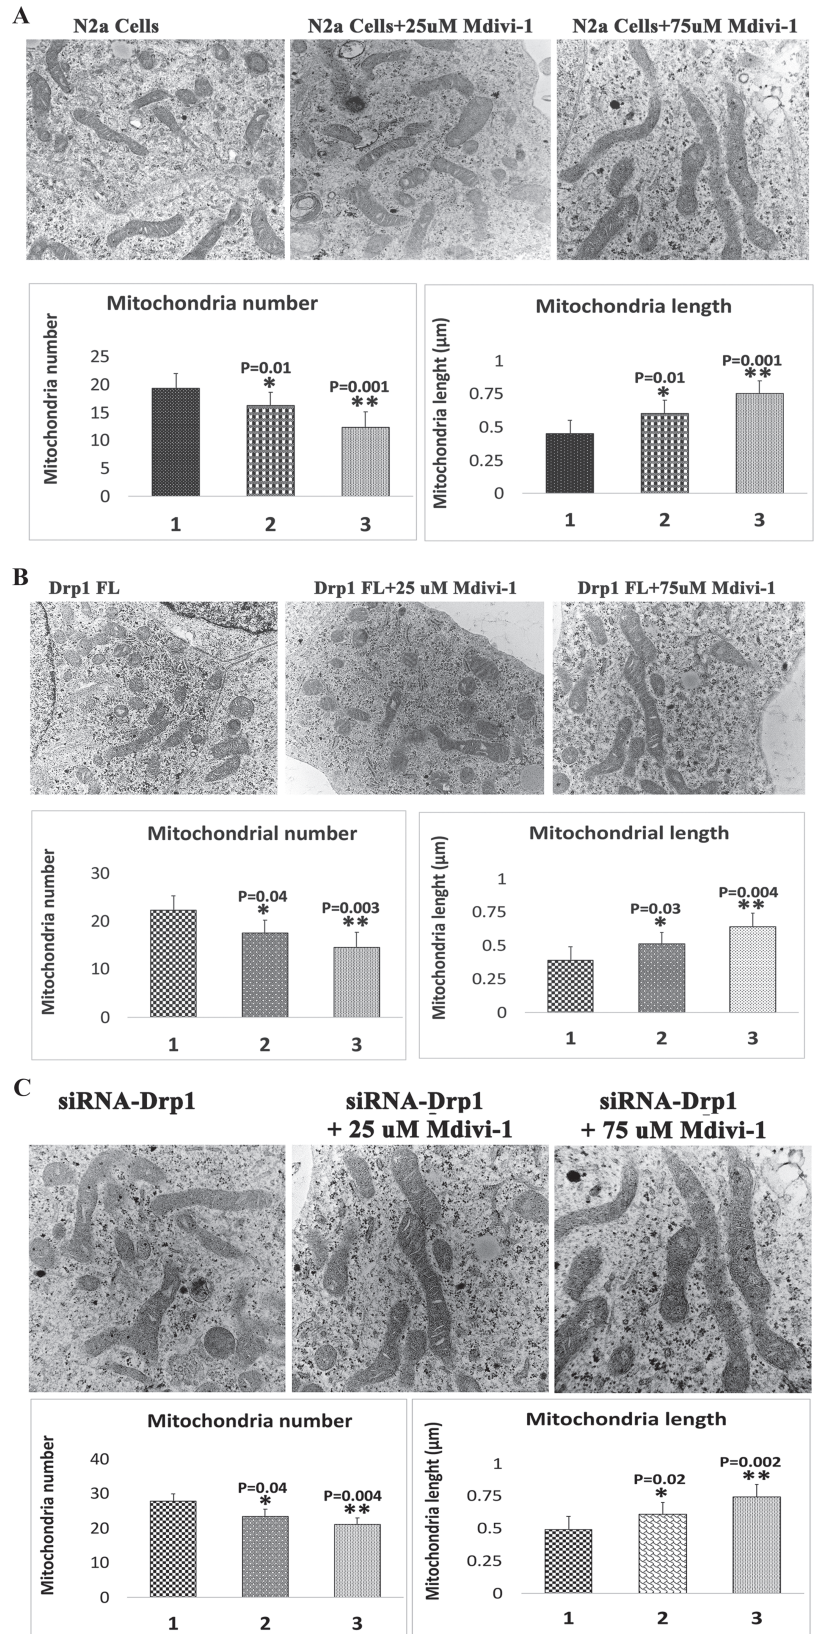 A
N2a Cells
N2a Cells+25uM Mdivi-1
N2a Cells+75uM Mdivi-1
Mitochondria number
Mitochondria number
25
20
15
10
5
0
P=0.01
*
P=0.001
**
1 2 3
Mitochondria length
Mitochondria lenght (µm)
1
0.75
0.5
0.25
0
P=0.01
*
P=0.001
**
1 2 3
B
Drp1 FL
Drp1 FL+25 uM Mdivi-1
Drp1 FL+75uM Mdivi-1
Mitochondrial number
Mitochondria number
30
20
10
0
P=0.04
*
P=0.003
**
1 2 3
Mitochondrial length
Mitochondria lenght (µm)
1
0.75
0.5
0.25
0
P=0.03
*
P=0.004
**
1 2 3
C
siRNA-Drp1
siRNA-Drp1
+ 25 uM Mdivi-1
siRNA-Drp1
+ 75 uM Mdivi-1
Mitochondria number
Mitochondria number
40
30
20
10
0
P=0.04
*
P=0.004
**
1 2 3
Mitochondria length
Mitochondria lenght (µm)
1
0.75
0.5
0.25
0
P=0.02
*
P=0.002
**
1 2 3